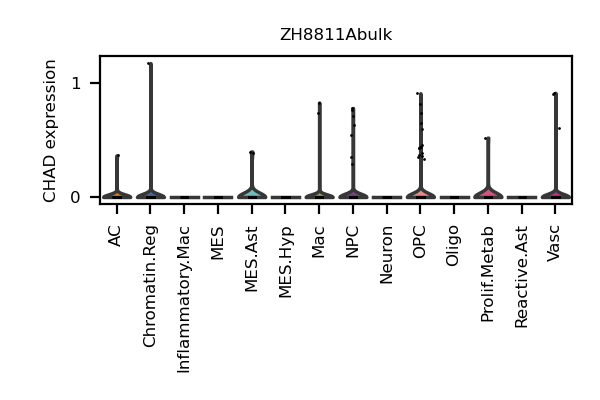 ZH8811Abulk
CHAD expression
1
0
AC
Chromatin.Reg
Inflammatory.Mac
MES
MES.Ast
MES.Hyp
Mac
NPC
Neuron
OPC
Oligo
Prolif.Metab
Reactive.Ast
Vasc